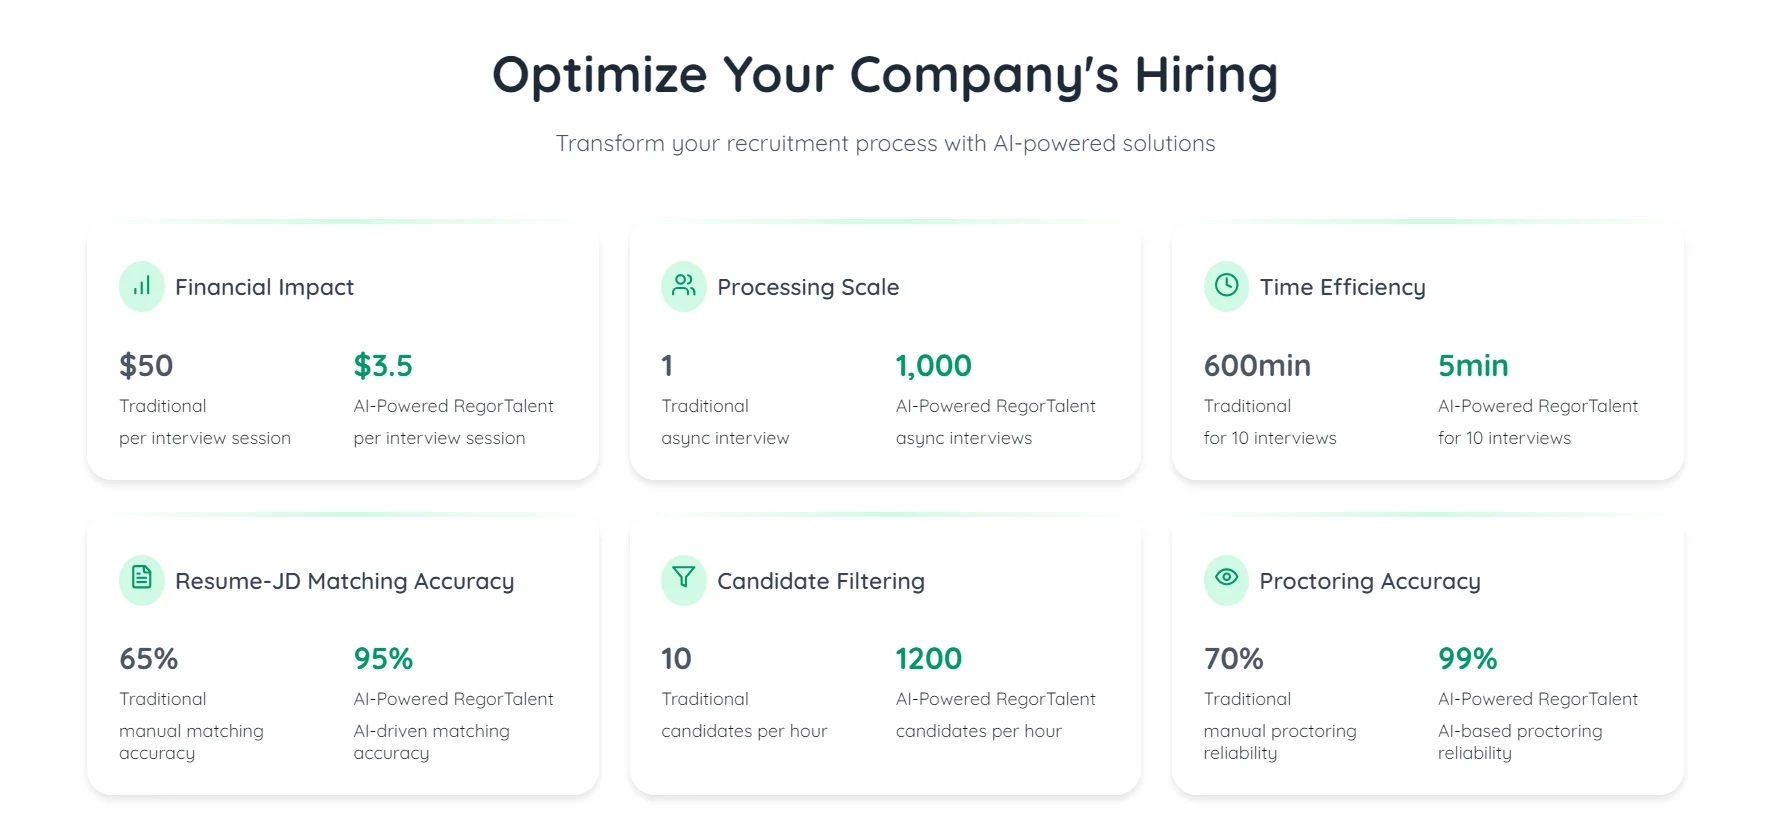 Optimize Your Company's Hiring
Transform your recruitment process with AI-powered solutions
Financial Impact
$50
Traditional
per interview session
$3.5
AI-Powered RegorTalent
per interview session
Processing Scale
1
Traditional
async interview
1,000
AI-Powered RegorTalent
async interviews
Time Efficiency
600min
Traditional
for 10 interviews
5min
AI-Powered RegorTalent
for 10 interviews
Resume-JD Matching Accuracy
65%
Traditional
manual matching
accuracy
95%
AI-Powered RegorTalent
AI-driven matching
accuracy
Candidate Filtering
10
Traditional
candidates per hour
1200
AI-Powered RegorTalent
candidates per hour
Proctoring Accuracy
70%
Traditional
manual proctoring
reliability
99%
AI-Powered RegorTalent
AI-based proctoring
reliability